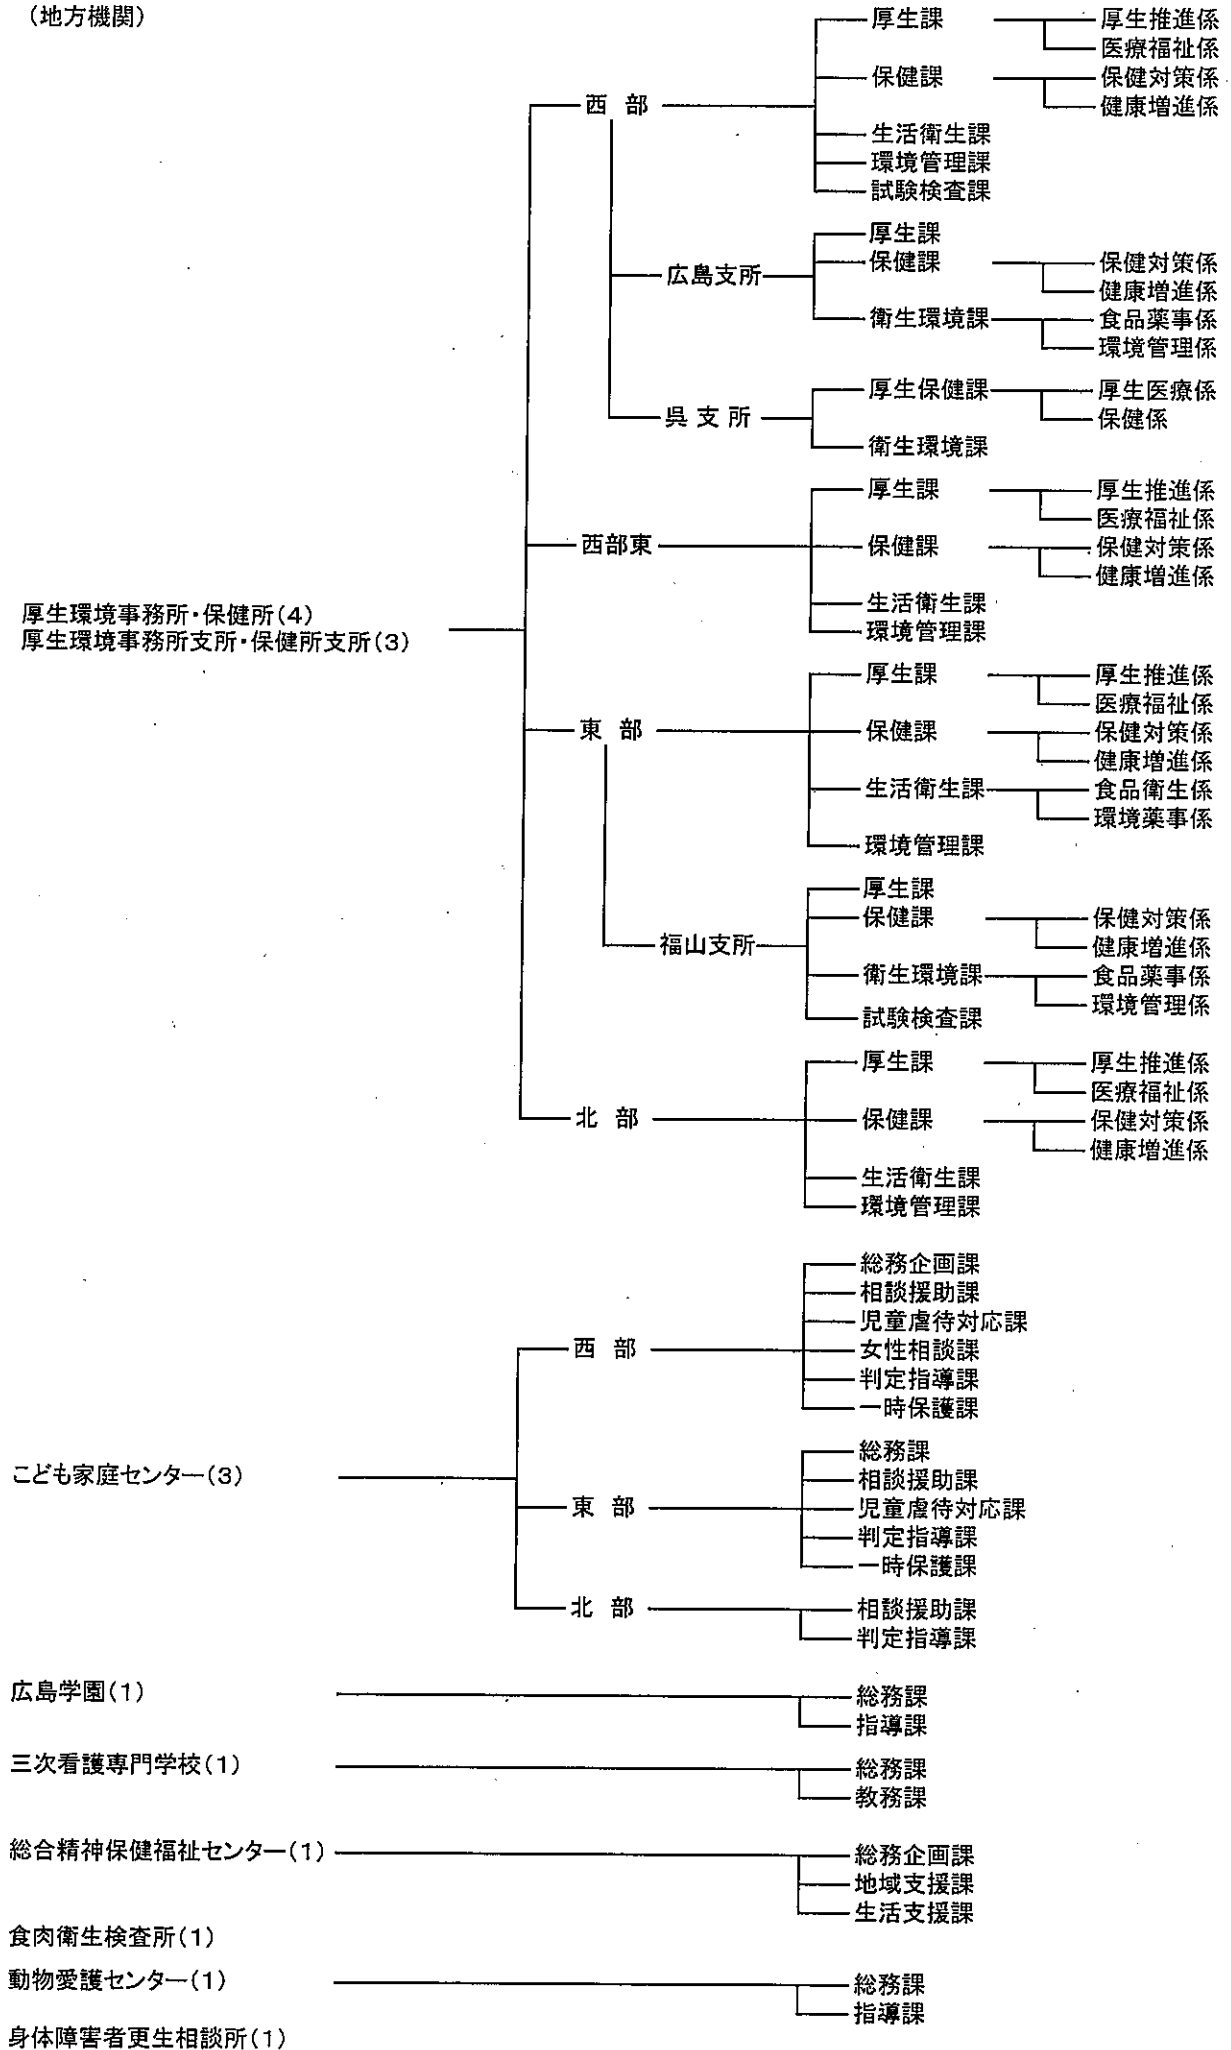 (地方機関)
厚生環境事務所・保健所(4)
厚生環境事務所支所・保健所支所(3)
西 部
厚生課
厚生推進係
医療福祉係
保健課
保健対策係
健康増進係
生活衛生課
環境管理課
試験検査課
広島支所
厚生課
保健課
保健対策係
健康増進係
衛生環境課
食品薬事係
環境管理係
呉 支 所
厚生保健課
厚生医療係
保健係
衛生環境課
西部東
厚生課
厚生推進係
医療福祉係
保健課
保健対策係
健康増進係
生活衛生課
環境管理課
東 部
厚生課
厚生推進係
医療福祉係
保健課
保健対策係
健康増進係
生活衛生課
食品衛生係
環境薬事係
環境管理課
福山支所
厚生課
保健課
保健対策係
健康増進係
衛生環境課
食品薬事係
環境管理係
試験検査課
北 部
厚生課
厚生推進係
医療福祉係
保健課
保健対策係
健康増進係
生活衛生課
環境管理課
こども家庭センター(3)
西 部
総務企画課
相談援助課
児童虐待対応課
女性相談課
判定指導課
一時保護課
東 部
総務課
相談援助課
児童虐待対応課
判定指導課
一時保護課
北 部
相談援助課
判定指導課
広島学園(1)
総務課
指導課
三次看護専門学校(1)
総務課
教務課
総合精神保健福祉センター(1)
総務企画課
地域支援課
生活支援課
食肉衛生検査所(1)
動物愛護センター(1)
総務課
指導課
身体障害者更生相談所(1)